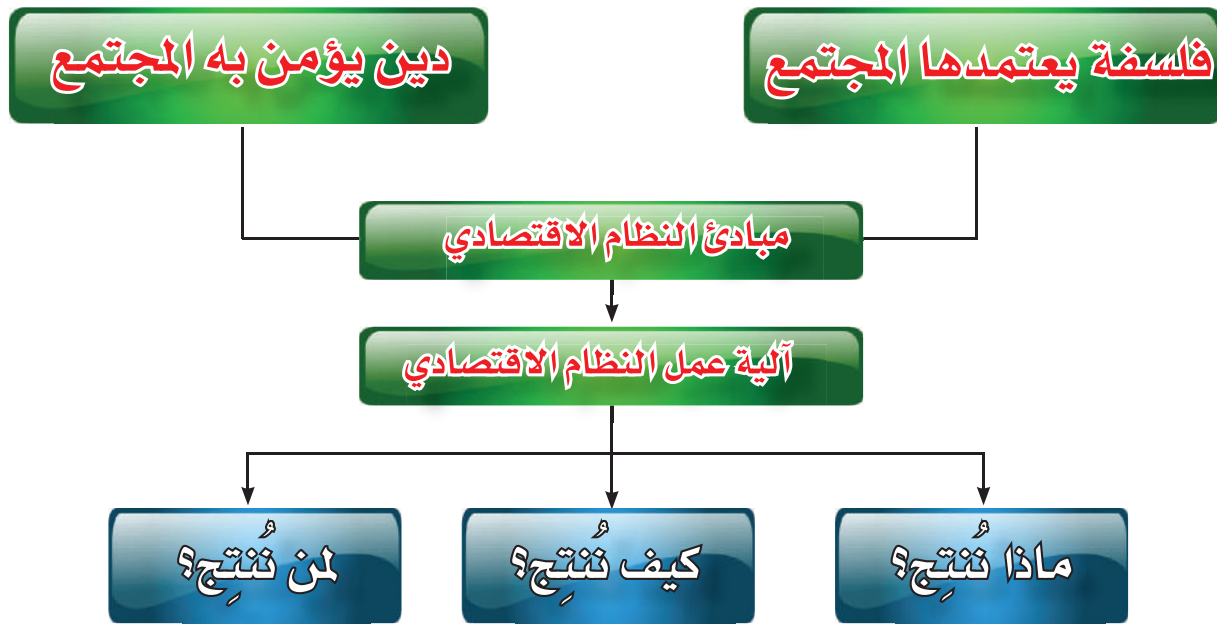 فلسفة يعتمدها المجتمع
دين يؤمن به المجتمع
مبادئ النظام الاقتصادي
آلية عمل النظام الاقتصادي
ماذا نُنتِج؟
كيف نُنتِج؟
لمن نُنتِج؟